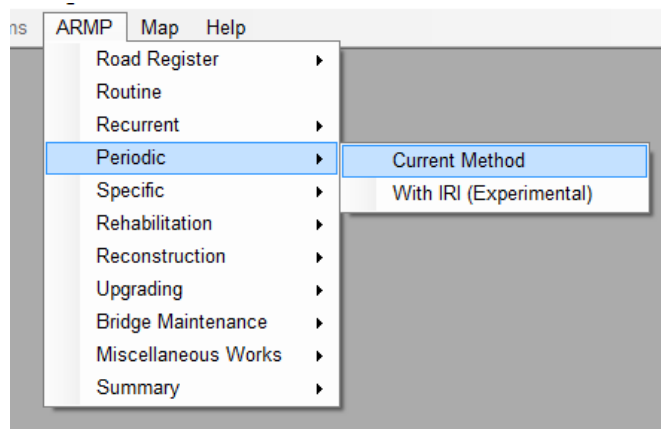 ms ARMP Map Help
Road Register
Routine
Recurrent
Periodic
Current Method
Specific
With IRI (Experimental)
Rehabilitation
Reconstruction
Upgrading
Bridge Maintenance
Miscellaneous Works
Summary